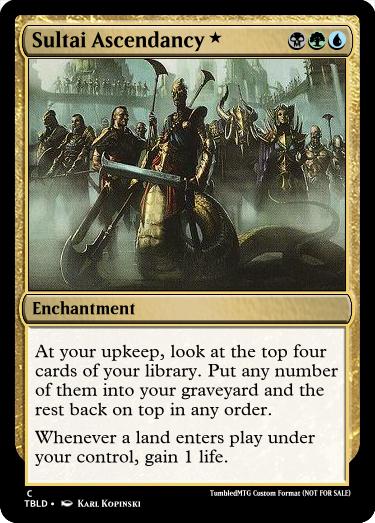 Sultai Ascendancy ★
Enchantment
At your upkeep, look at the top four
cards of your library. Put any number
of them into your graveyard and the
rest back on top in any order.
Whenever a land enters play under
your control, gain 1 life.
C
TBLD • Karl Kopinski
TumbledMTG Custom Format (NOT FOR SALE)